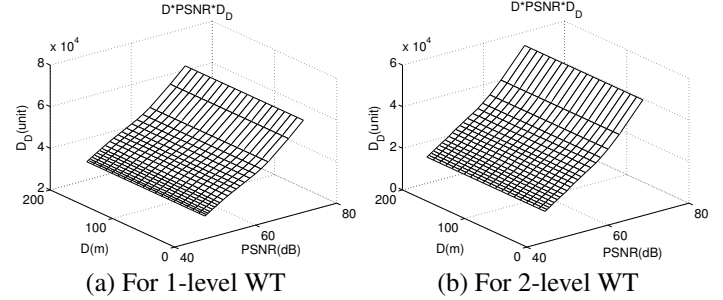 D*PSNR*D_D
x 10^4
8
6
4
2
D_D(unit)
200
100
0
D(m)
40
60
80
PSNR(dB)
(a) For 1-level WT
D*PSNR*D_D
x 10^4
6
4
2
0
D_D(unit)
200
100
0
D(m)
40
60
80
PSNR(dB)
(b) For 2-level WT